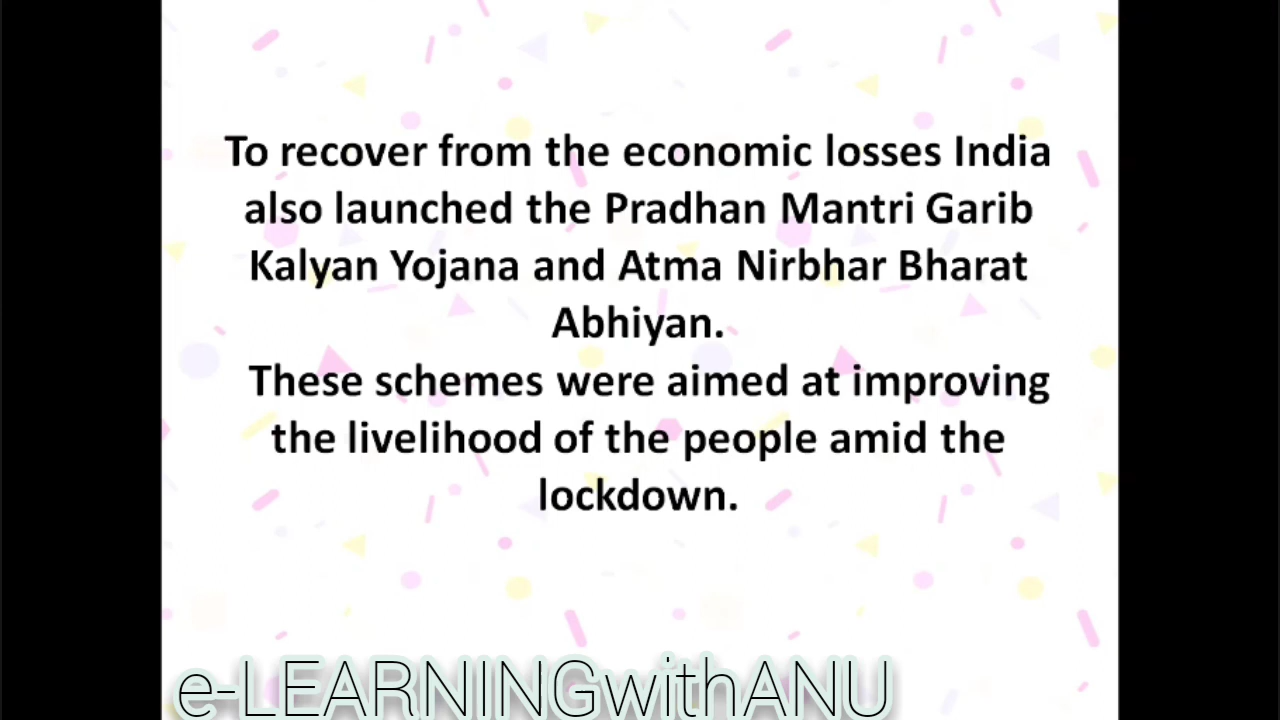 To recover from the economic losses India
also launched the Pradhan Mantri Garib
Kalyan Yojana and Atma Nirbhar Bharat
Abhiyan.
These schemes were aimed at improving
the livelihood of the people amid the
lockdown.
e-LEARNINGwithANU